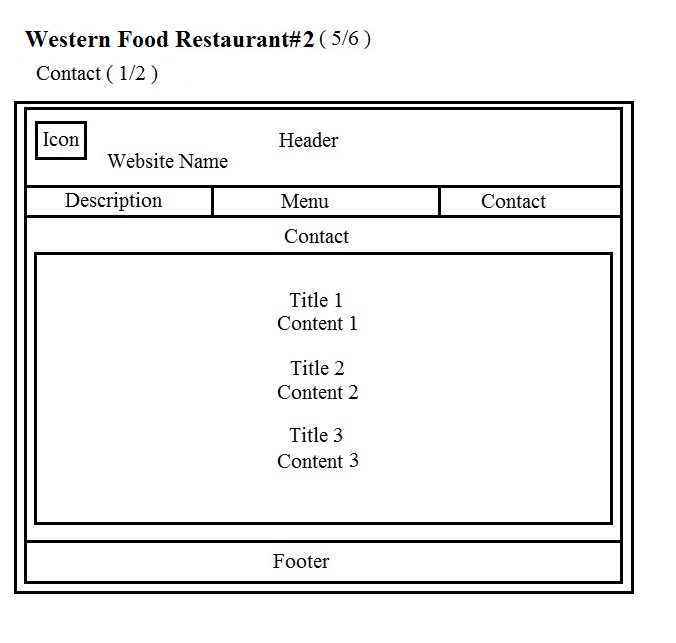 Western Food Restaurant#2 ( 5/6 )
Contact ( 1/2 )
Icon
Header
Website Name
Description Menu Contact
Contact
Title 1
Content 1
Title 2
Content 2
Title 3
Content 3
Footer